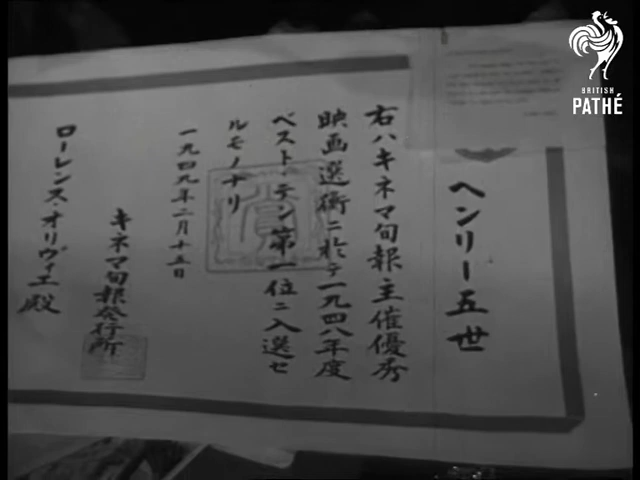 ヘンリー五世
右ハキネマ旬報主催優秀
映画選衡ニ於テ一九四八年度
ベスト・テン第一位ニ入選セ
ルモノナリ
一九四九年二月十五日
キネマ旬報発行所
ローレンスオリヴィエ殿
賞
BRITISH
PATHÉ